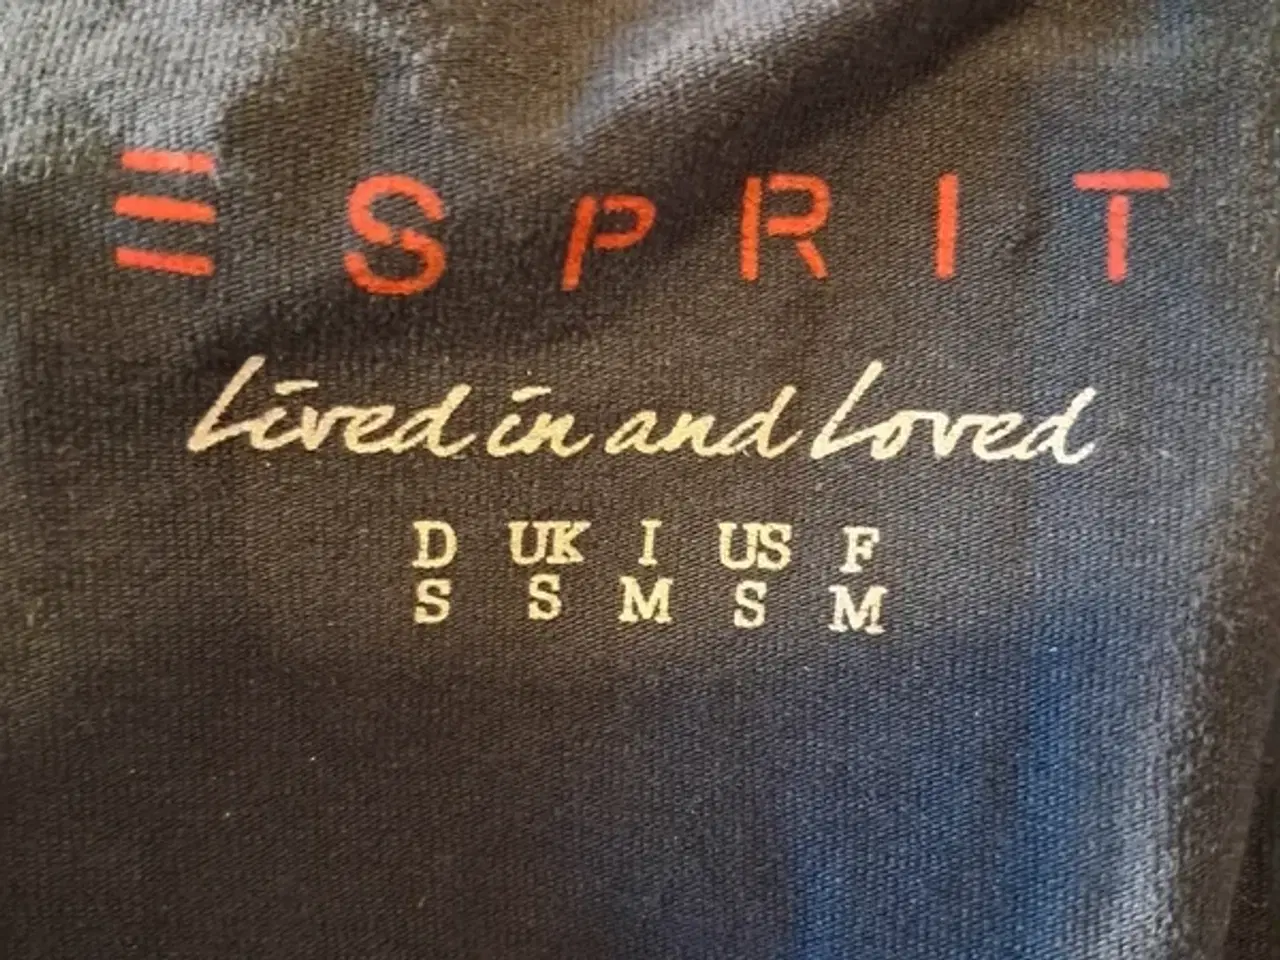 ESPRIT
Lived in and Loved
D UK I US F
S S M S M